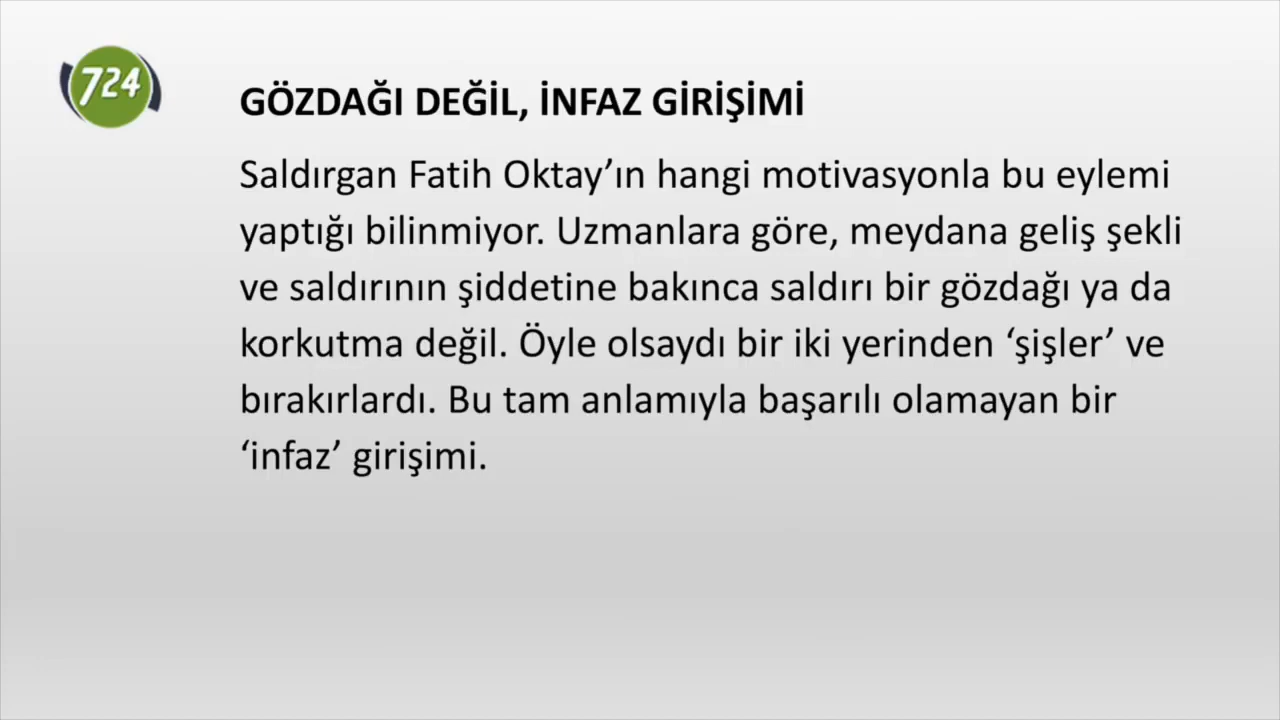 724
GÖZDAĞI DEĞİL, İNFAZ GİRİŞİMİ
Saldırgan Fatih Oktay’ın hangi motivasyonla bu eylemi
yaptığı bilinmiyor. Uzmanlara göre, meydana geliş şekli
ve saldırının şiddetine bakınca saldırı bir gözdağı ya da
korkutma değil. Öyle olsaydı bir iki yerinden ‘şişler’ ve
bırakırlardı. Bu tam anlamıyla başarılı olamayan bir
‘infaz’ girişimi.